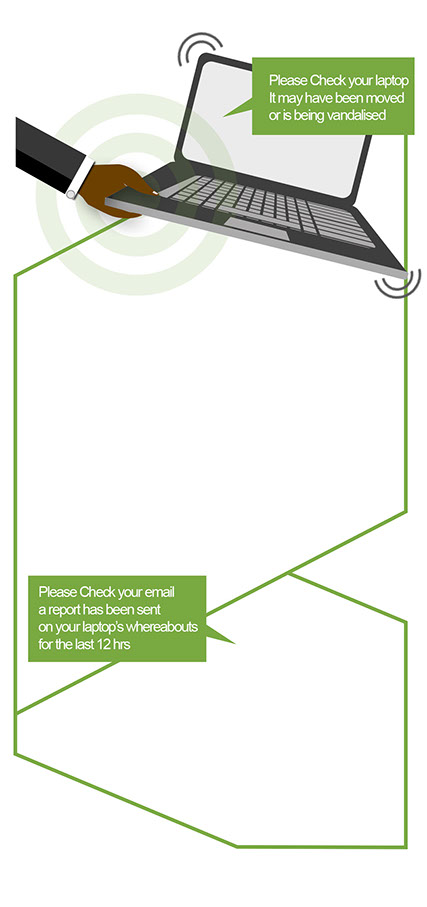 Please Check your laptop
It may have been moved
or is being vandalised
Please Check your email
a report has been sent
on your laptop's whereabouts
for the last 12 hrs